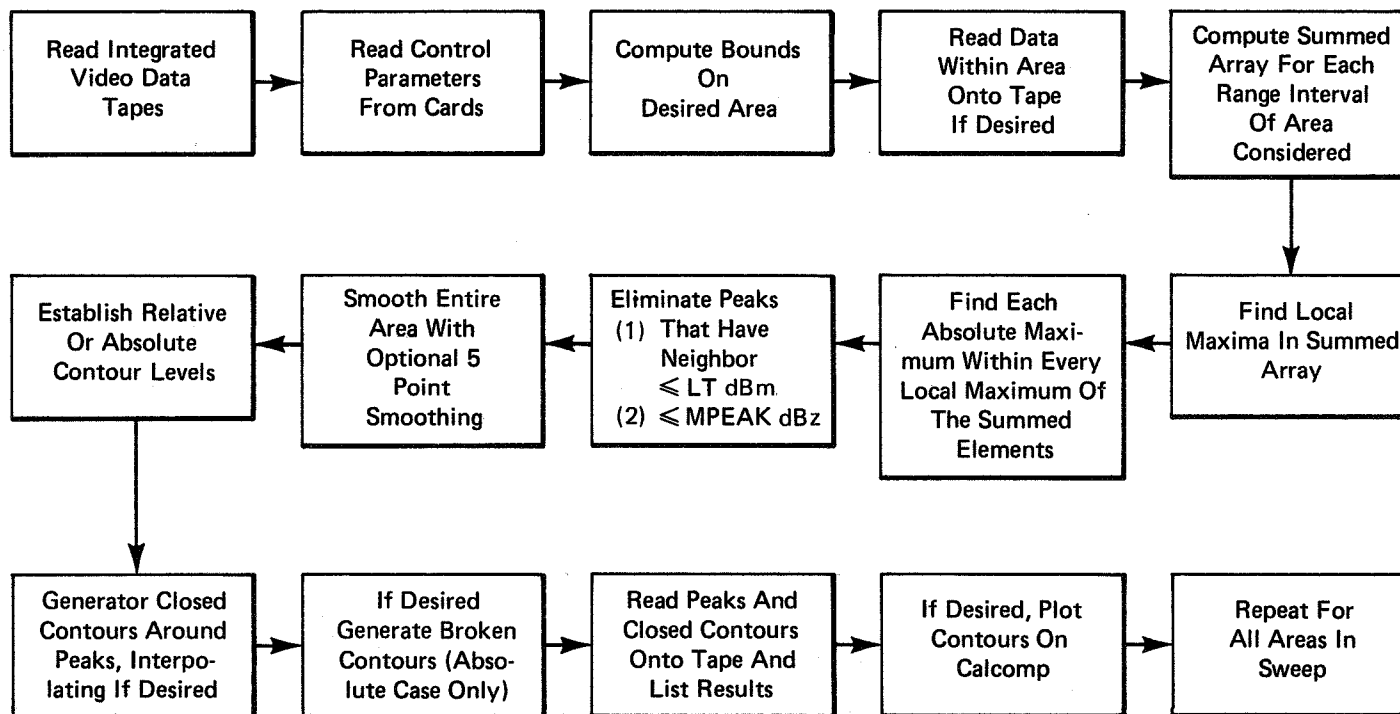 Read Integrated
Video Data
Tapes
Read Control
Parameters
From Cards
Compute Bounds
On
Desired Area
Read Data
Within Area
Onto Tape
If Desired
Compute Summed
Array For Each
Range Interval
Of Area
Considered
Find Local
Maxima In Summed
Array
Find Each
Absolute Maxi-
mum Within Every
Local Maximum Of
The Summed
Elements
Eliminate Peaks
(1) That Have
Neighbor
⩽ LT dBm
(2) ⩽ MPEAK dBz
Smooth Entire
Area With
Optional 5
Point
Smoothing
Establish Relative
Or Absolute
Contour Levels
Generator Closed
Contours Around
Peaks, Interpo-
lating If Desired
If Desired
Generate Broken
Contours (Abso-
lute Case Only)
Read Peaks And
Closed Contours
Onto Tape And
List Results
If Desired, Plot
Contours On
Calcomp
Repeat For
All Areas In
Sweep